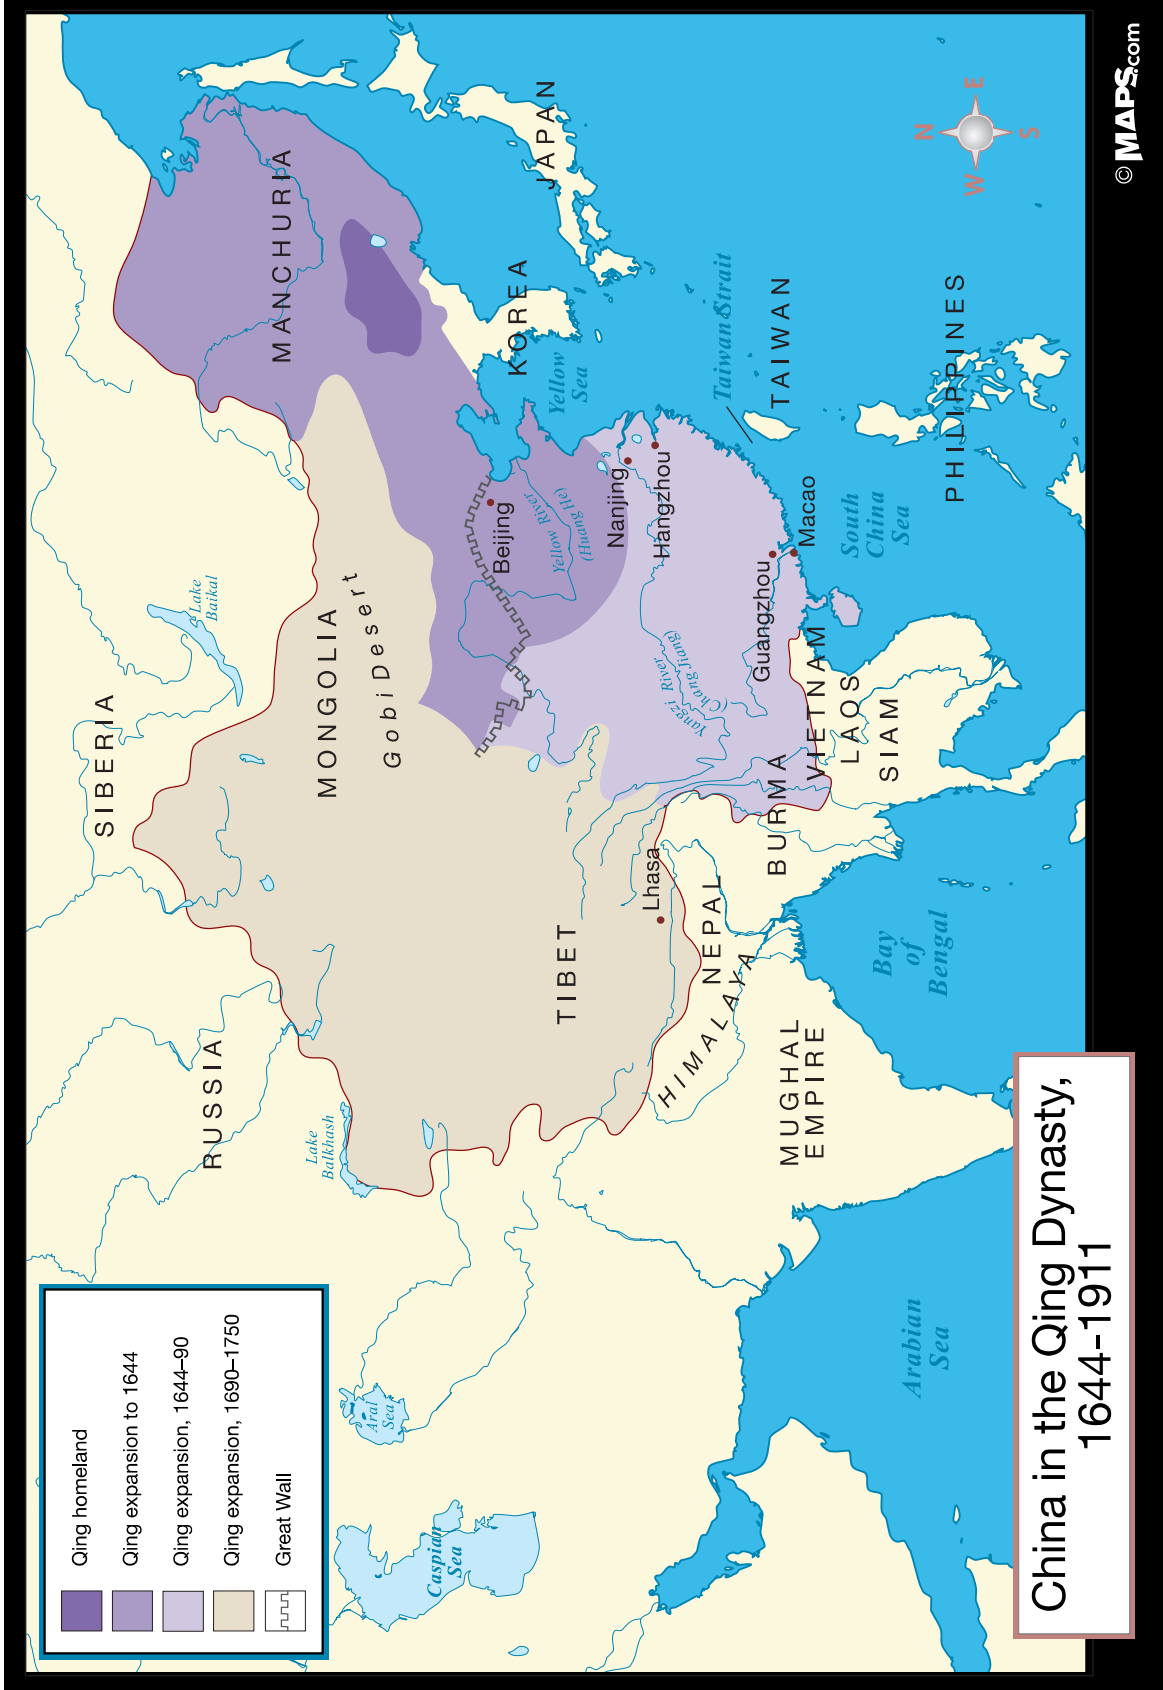 Qing homeland
Qing expansion to 1644
Qing expansion, 1644–90
Qing expansion, 1690–1750
Great Wall
SIBERIA
RUSSIA
Lake
Baikal
Lake
Balkhash
MANCHURIA
MONGOLIA
Gobi Desert
Aral
Sea
Caspian
Sea
JAPAN
KOREA
Yellow
Sea
Beijing
Yellow River
(Huang He)
TIBET
Nanjing
Hangzhou
Lhasa
Yangzi River
(Chang Jiang)
NEPAL
HIMALAYA
Taiwan Strait
TAIWAN
Guangzhou
Macao
BURMA
VIETNAM
LAOS
SIAM
MUGHAL
EMPIRE
South
China
Sea
Bay
of
Bengal
Arabian
Sea
PHILIPPINES
N
W
E
S
China in the Qing Dynasty,
1644-1911
© MAPS.com